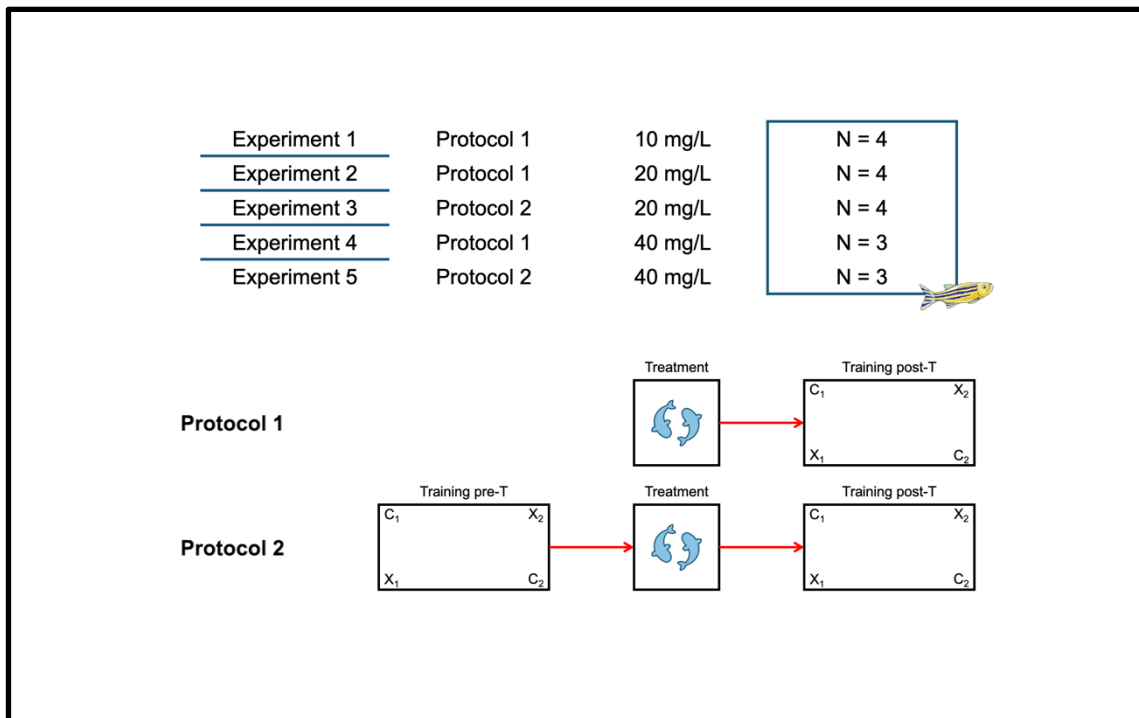 Experiment 1 Protocol 1 10 mg/L N = 4
Experiment 2 Protocol 1 20 mg/L N = 4
Experiment 3 Protocol 2 20 mg/L N = 4
Experiment 4 Protocol 1 40 mg/L N = 3
Experiment 5 Protocol 2 40 mg/L N = 3
Treatment Training post-T
C₁ X₂
Protocol 1
X₁ C₂
Training pre-T Treatment Training post-T
C₁ X₂ C₁ X₂
Protocol 2
X₁ C₂ X₁ C₂